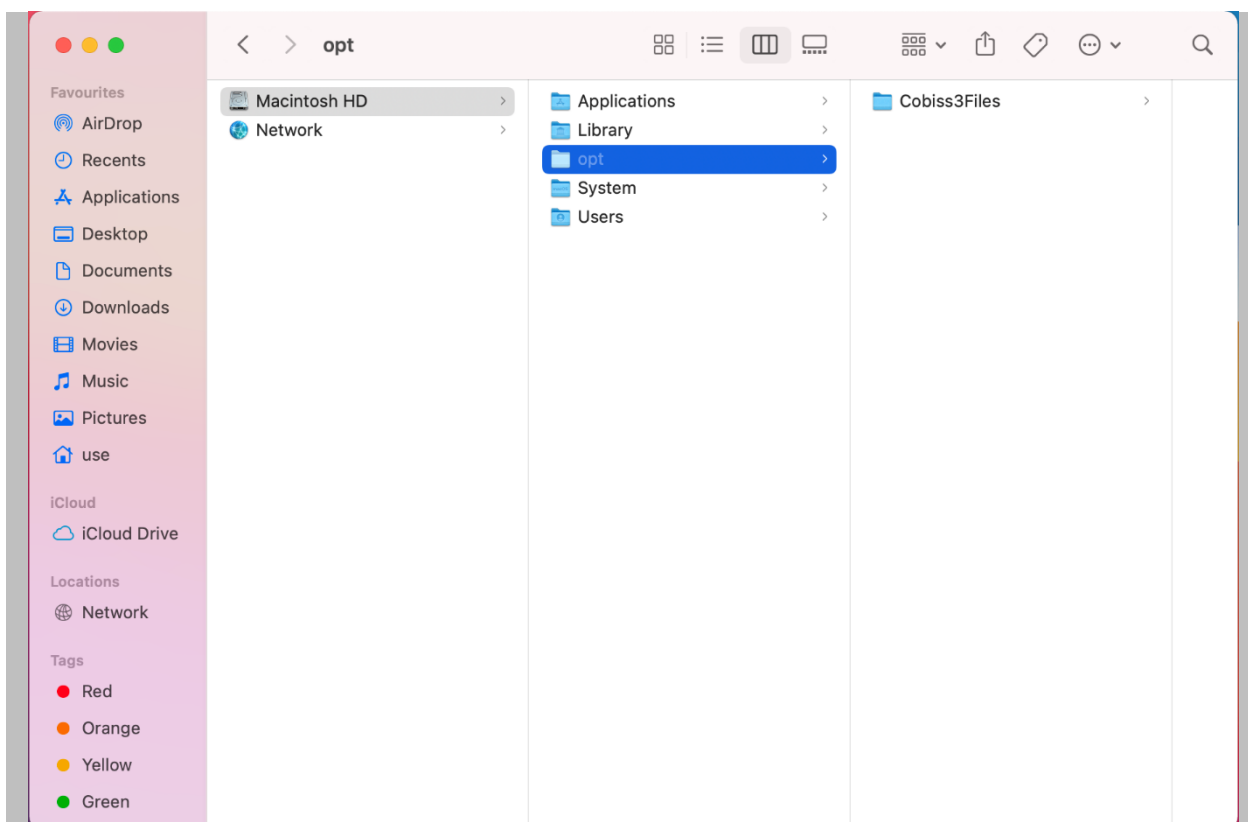 opt
Favourites
AirDrop
Recents
Applications
Desktop
Documents
Downloads
Movies
Music
Pictures
use
iCloud
iCloud Drive
Locations
Network
Tags
Red
Orange
Yellow
Green
Macintosh HD
Network
Applications
Library
opt
System
Users
Cobiss3Files